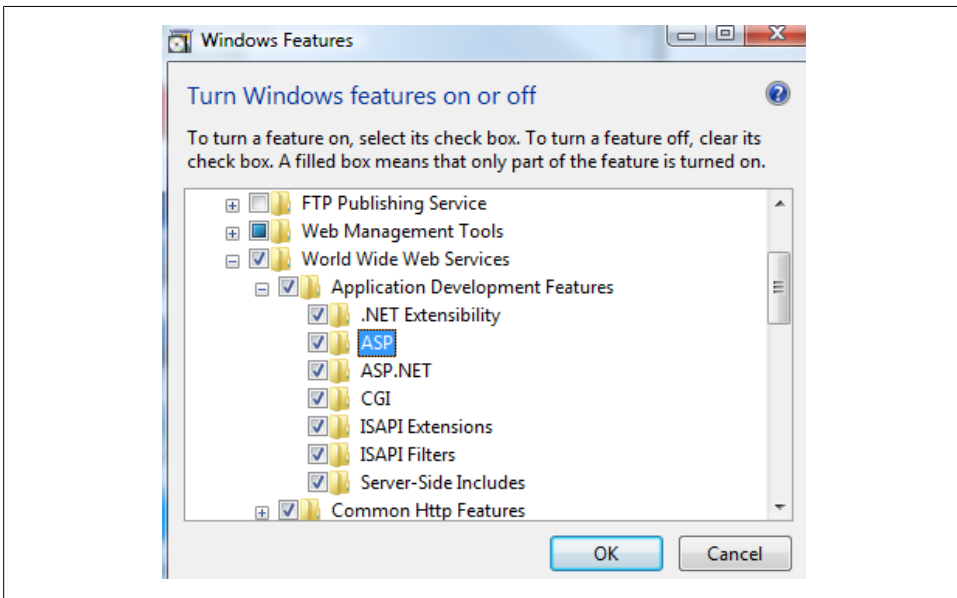 Windows Features
Turn Windows features on or off
To turn a feature on, select its check box. To turn a feature off, clear its
check box. A filled box means that only part of the feature is turned on.
FTP Publishing Service
Web Management Tools
World Wide Web Services
Application Development Features
.NET Extensibility
ASP
ASP.NET
CGI
ISAPI Extensions
ISAPI Filters
Server-Side Includes
Common Http Features
OK Cancel